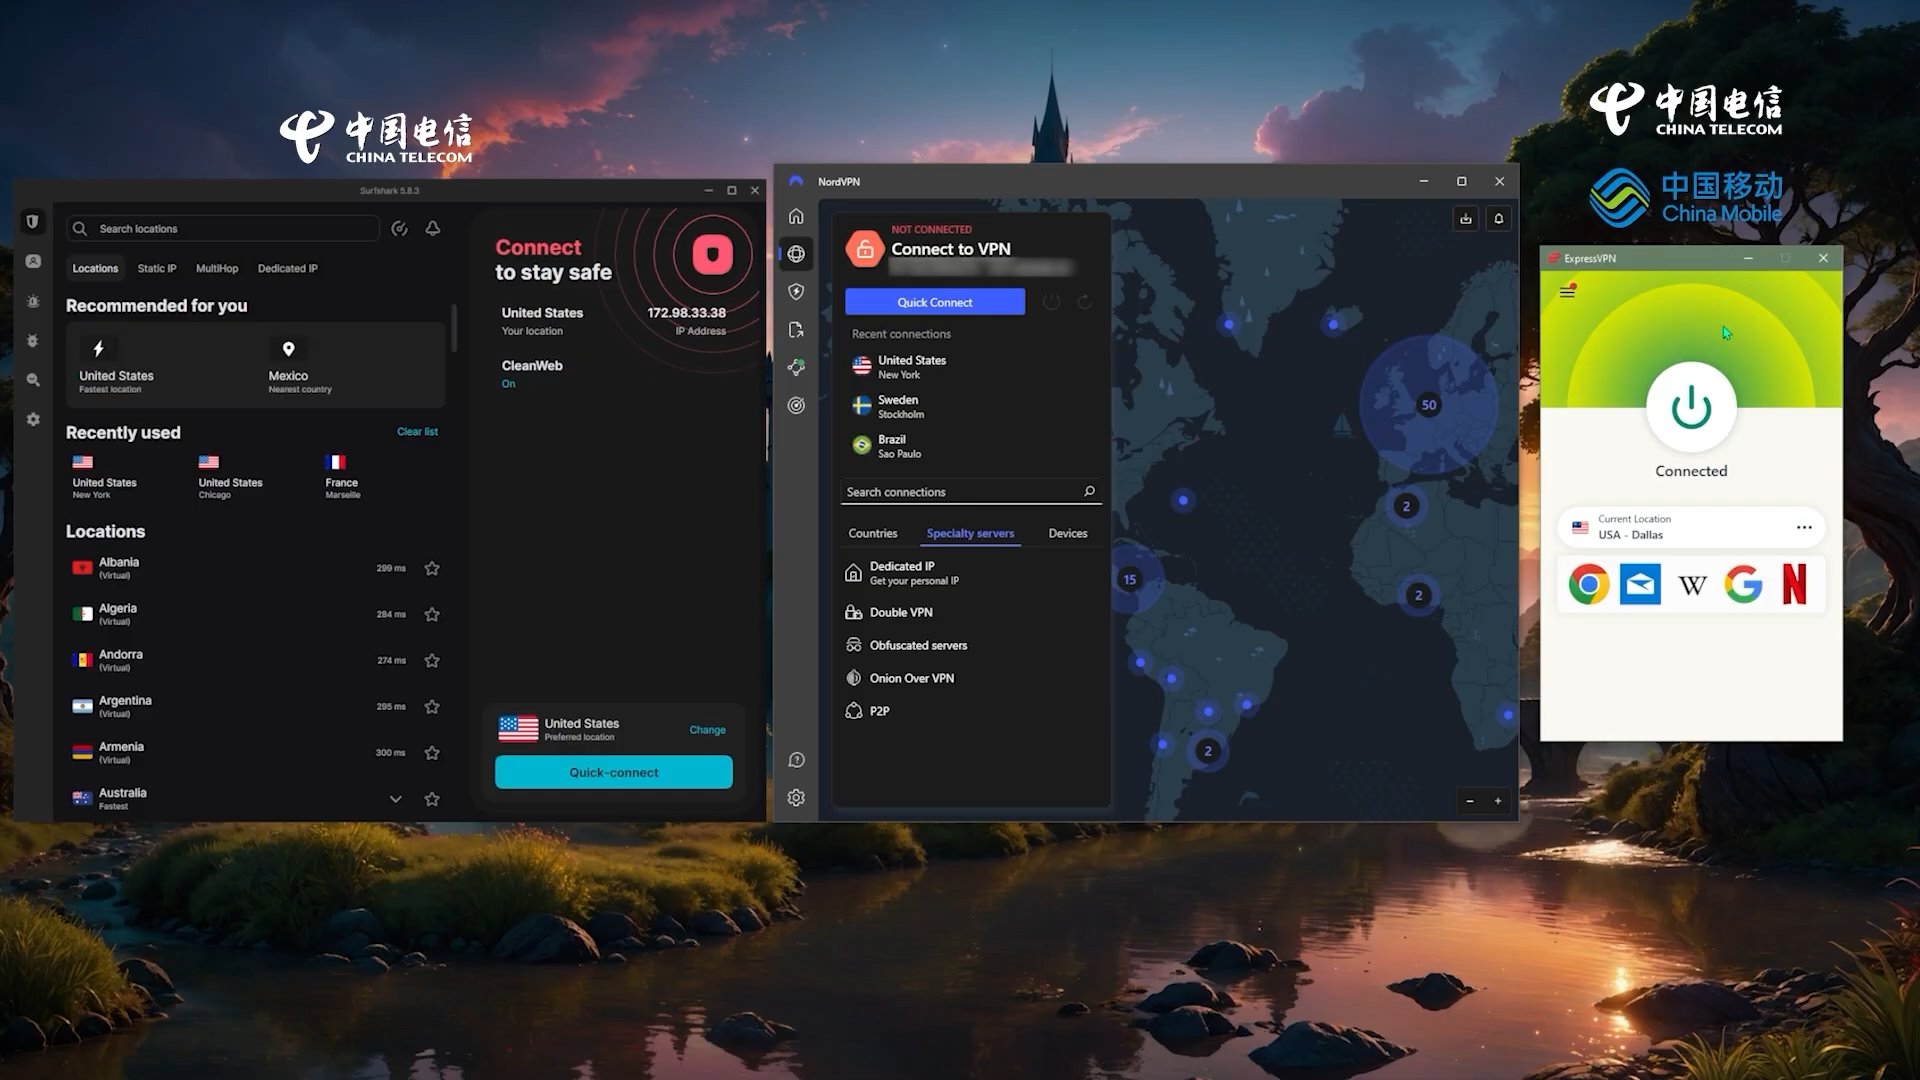 中国电信
CHINA TELECOM
中国电信
CHINA TELECOM
中国移动
China Mobile
Surfshark 5.8.3
Search locations
Locations
Static IP
MultiHop
Dedicated IP
Recommended for you
United States
Fastest location
Mexico
Nearest country
Recently used
Clear list
United States
New York
United States
Chicago
France
Marseille
Locations
Albania
(Virtual)
299 ms
Algeria
(Virtual)
284 ms
Andorra
(Virtual)
274 ms
Argentina
(Virtual)
295 ms
Armenia
(Virtual)
300 ms
Australia
Fastest
Connect
to stay safe
United States
Your location
172.98.33.38
IP Address
CleanWeb
On
United States
Preferred location
Change
Quick-connect
NordVPN
NOT CONNECTED
Connect to VPN
Quick Connect
Recent connections
United States
New York
Sweden
Stockholm
Brazil
Sao Paulo
Search connections
Countries
Specialty servers
Devices
Dedicated IP
Get your personal IP
Double VPN
Obfuscated servers
Onion Over VPN
P2P
50
2
15
2
2
ExpressVPN
Connected
Current Location
USA - Dallas
W
G
N